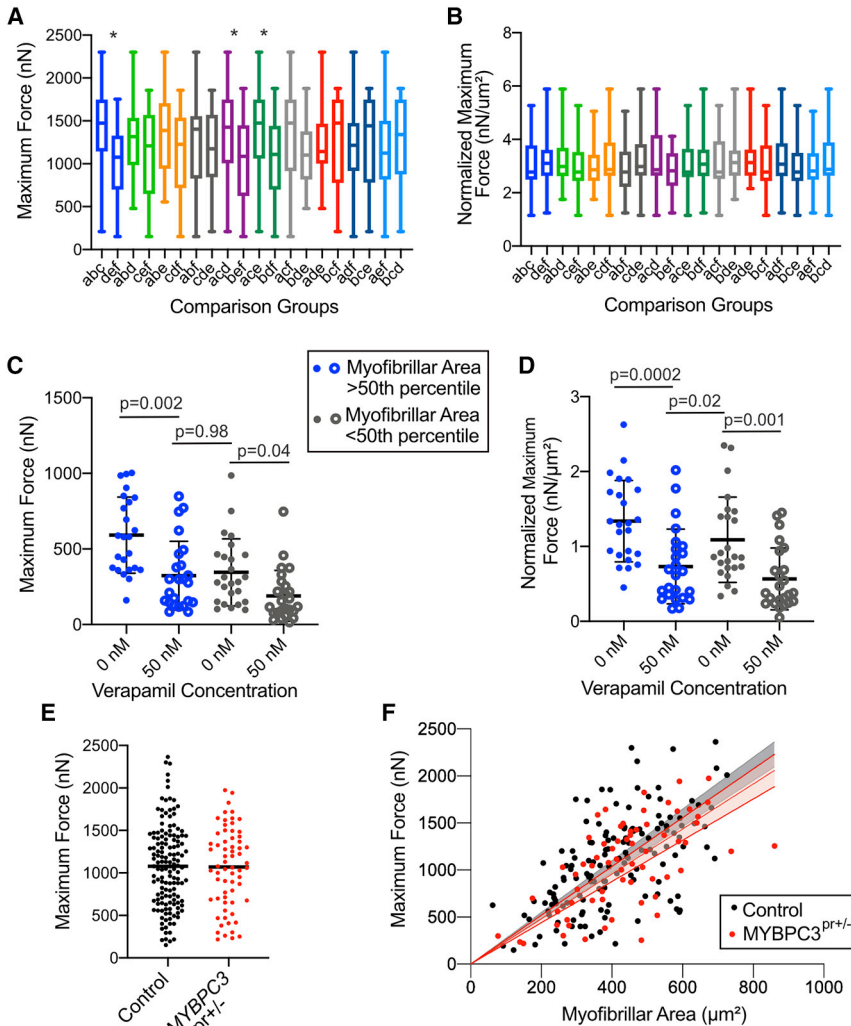 A
Maximum Force (nN)
2500
2000
1500
1000
500
0
* * *
abc def abd cef abe cdf abf cde acd bef ace bdf acf bde ade bcf adf bce aef bcd
Comparison Groups
B
Normalized Maximum
Force (nN/um²)
8
6
4
2
0
abc def abd cef abe cdf abf cde acd bef ace bdf acf bde ade bcf adf bce aef bcd
Comparison Groups
C
Maximum Force (nN)
1500
1000
500
0
p=0.002
p=0.98
p=0.04
0 nM 50 nM 0 nM 50 nM
Verapamil Concentration
Myofibrillar Area
>50th percentile
Myofibrillar Area
<50th percentile
D
Normalized Maximum
Force (nN/µm²)
3
2
1
0
p=0.0002
p=0.02
p=0.001
0 nM 50 nM 0 nM 50 nM
Verapamil Concentration
E
Maximum Force (nN)
2500
2000
1500
1000
500
0
Control
MYBPC3
pr+/-
F
Maximum Force (nN)
2500
2000
1500
1000
500
0
0 200 400 600 800 1000
Myofibrillar Area (µm²)
Control
MYBPC3pr+/-